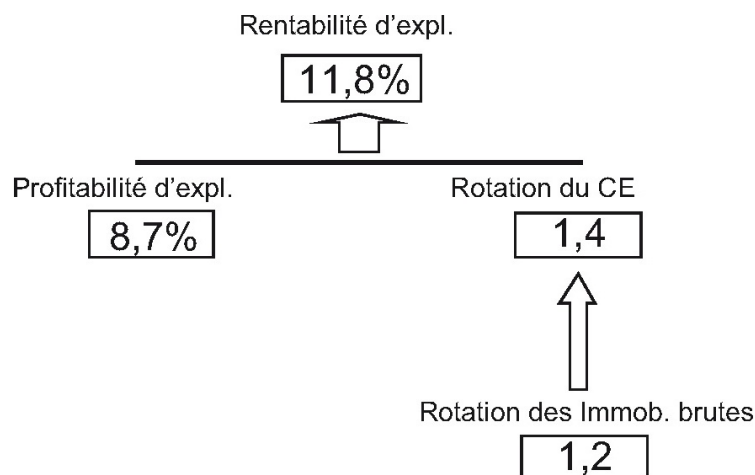 Rentabilité d'expl.
11,8%
Profitabilité d'expl.
8,7%
Rotation du CE
1,4
Rotation des Immob. brutes
1,2